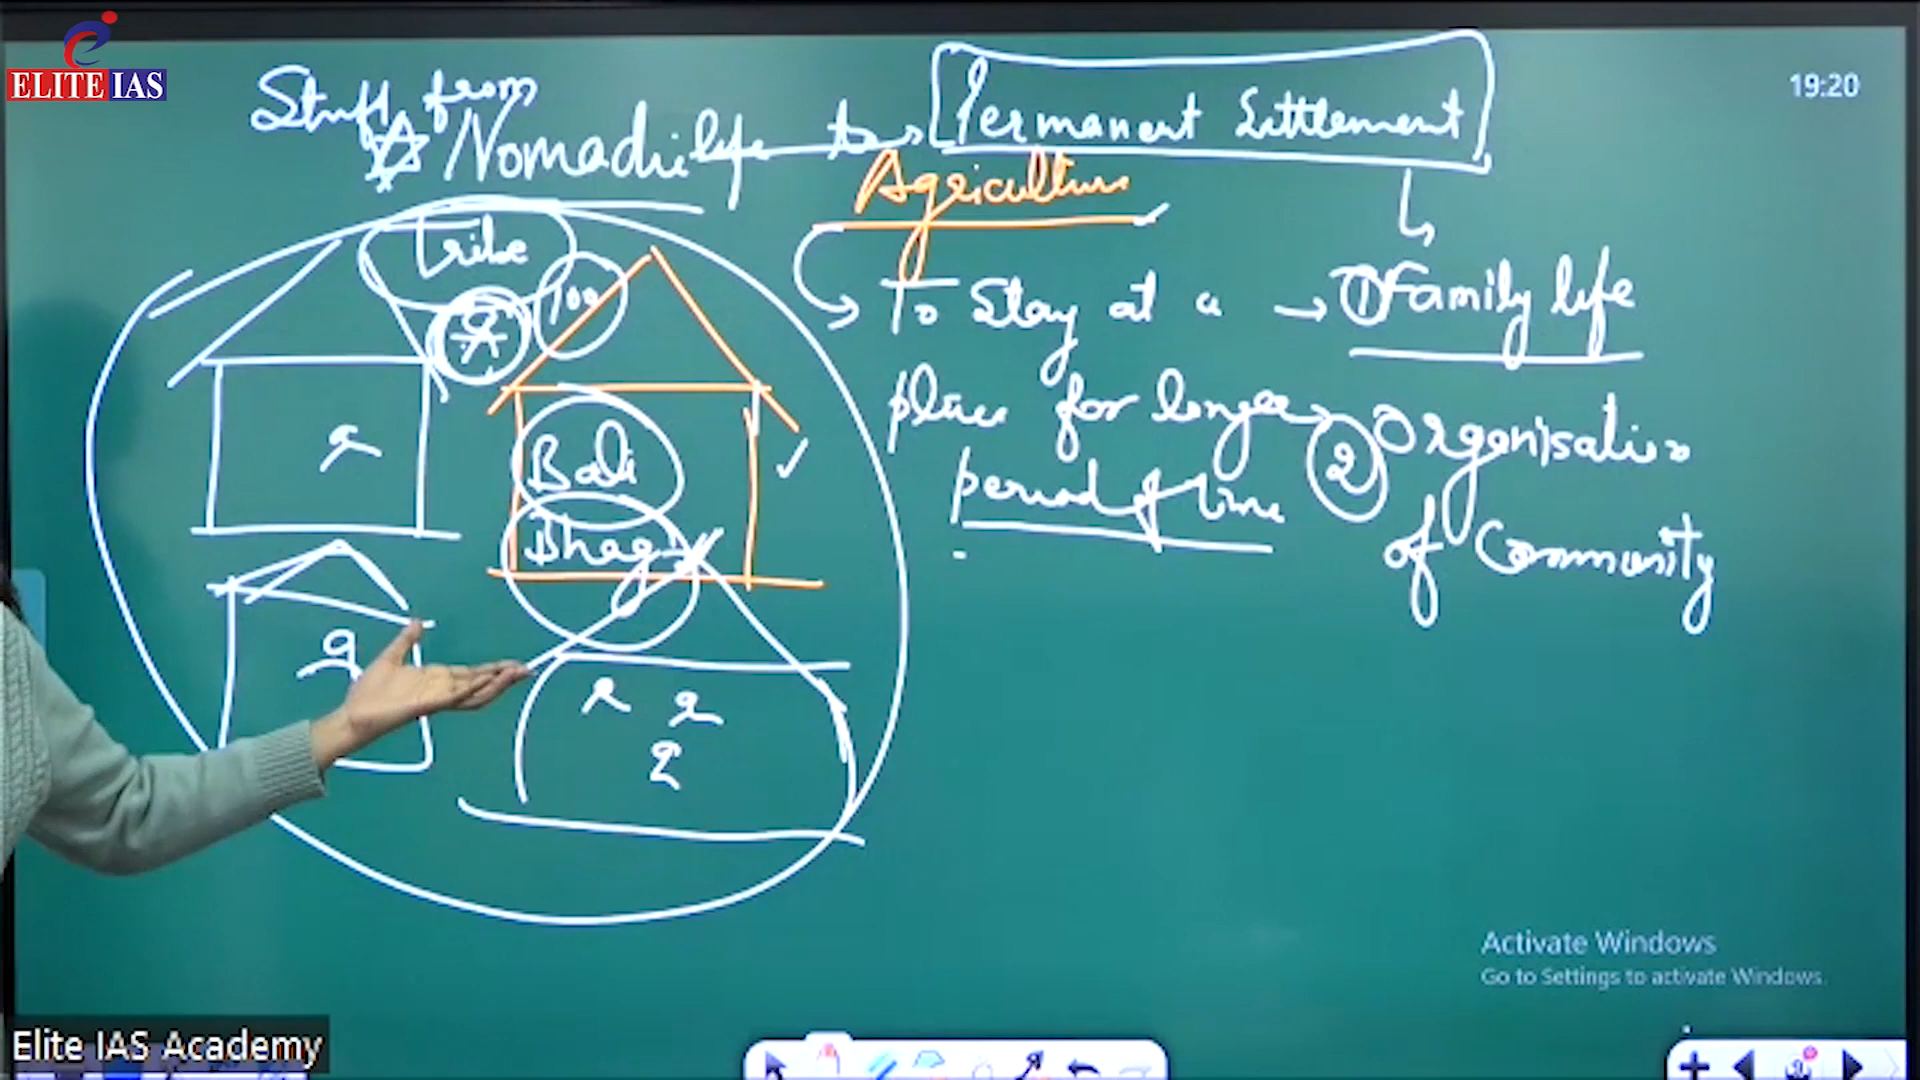 ELITE IAS
19:20
Stuff from
Nomadic life to Permanent Settlement
Agriculture
Tribe
100
To Stay at a → ① Family life
place for longer
② Organisation
period of time
of Community
Bali
Bhag
Activate Windows
Go to Settings to activate Windows.
Elite IAS Academy